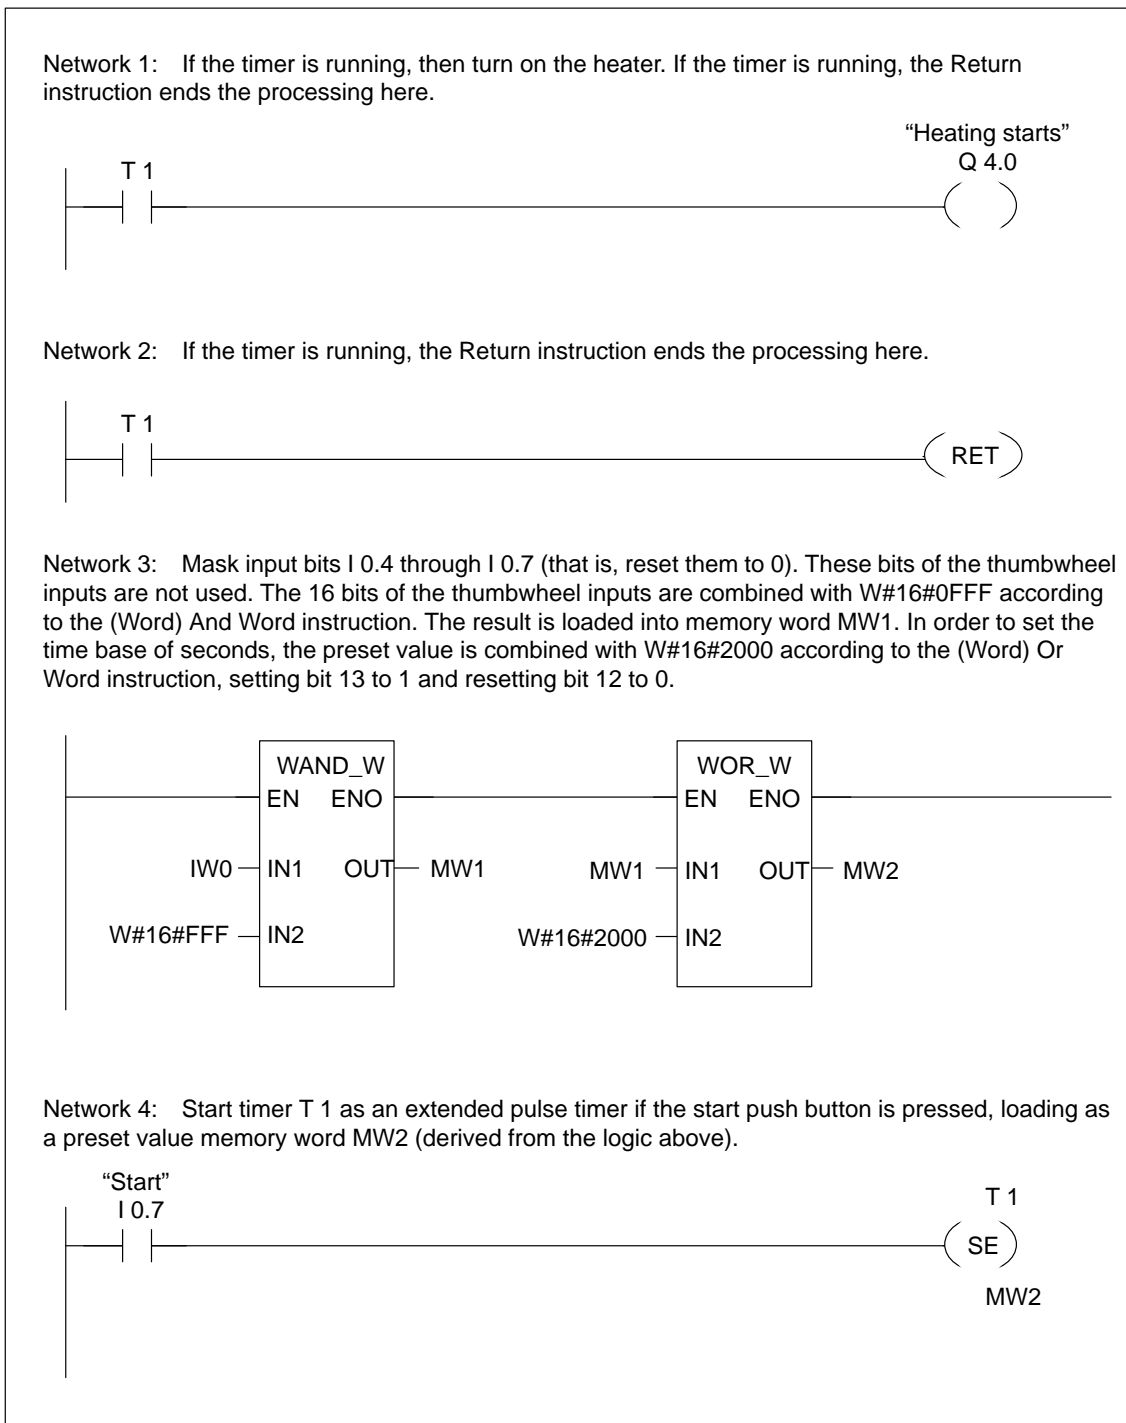 Network 1: If the timer is running, then turn on the heater. If the timer is running, the Return
instruction ends the processing here.
“Heating starts”
T 1
Q 4.0
Network 2: If the timer is running, the Return instruction ends the processing here.
T 1
RET
Network 3: Mask input bits I 0.4 through I 0.7 (that is, reset them to 0). These bits of the thumbwheel
inputs are not used. The 16 bits of the thumbwheel inputs are combined with W#16#0FFF according
to the (Word) And Word instruction. The result is loaded into memory word MW1. In order to set the
time base of seconds, the preset value is combined with W#16#2000 according to the (Word) Or
Word instruction, setting bit 13 to 1 and resetting bit 12 to 0.
WAND_W
EN ENO
IW0 IN1 OUT MW1
W#16#FFF IN2
WOR_W
EN ENO
MW1 IN1 OUT MW2
W#16#2000 IN2
Network 4: Start timer T 1 as an extended pulse timer if the start push button is pressed, loading as
a preset value memory word MW2 (derived from the logic above).
“Start”
I 0.7
T 1
SE
MW2